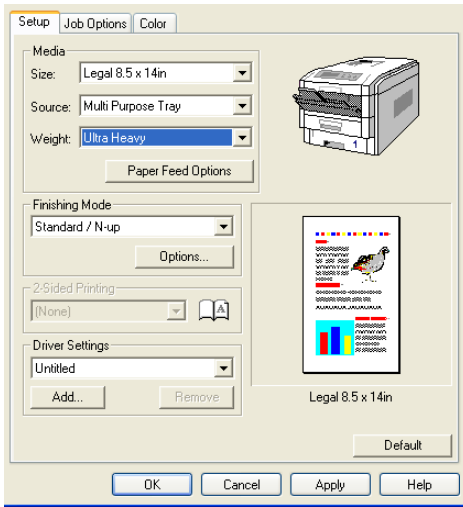 Setup
Job Options
Color
Media
Size: Legal 8.5 x 14in
Source: Multi Purpose Tray
Weight: Ultra Heavy
Paper Feed Options
1
Finishing Mode
Standard / N-up
Options...
2-Sided Printing
(None)
A
Driver Settings
Untitled
Add...
Remove
Legal 8.5 x 14in
Default
OK
Cancel
Apply
Help